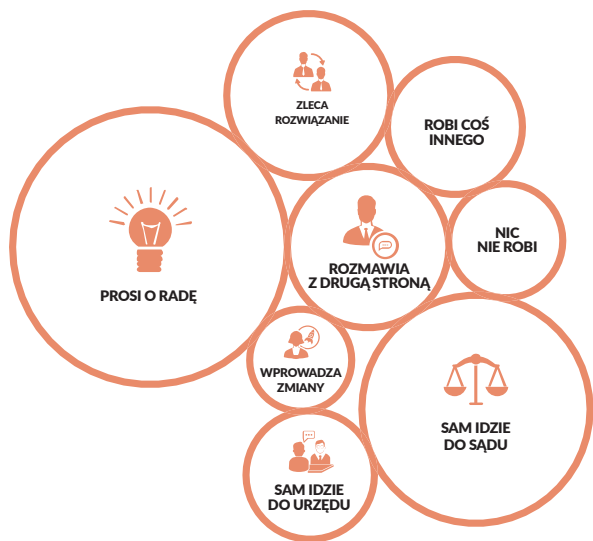 ZLECA
ROZWIĄZANIE
ROBI COŚ
INNEGO
NIC
NIE ROBI
ROZMAWIA
Z DRUGĄ STRONĄ
PROSI O RADĘ
WPROWADZA
ZMIANY
SAM IDZIE
DO SĄDU
SAM IDZIE
DO URZĘDU